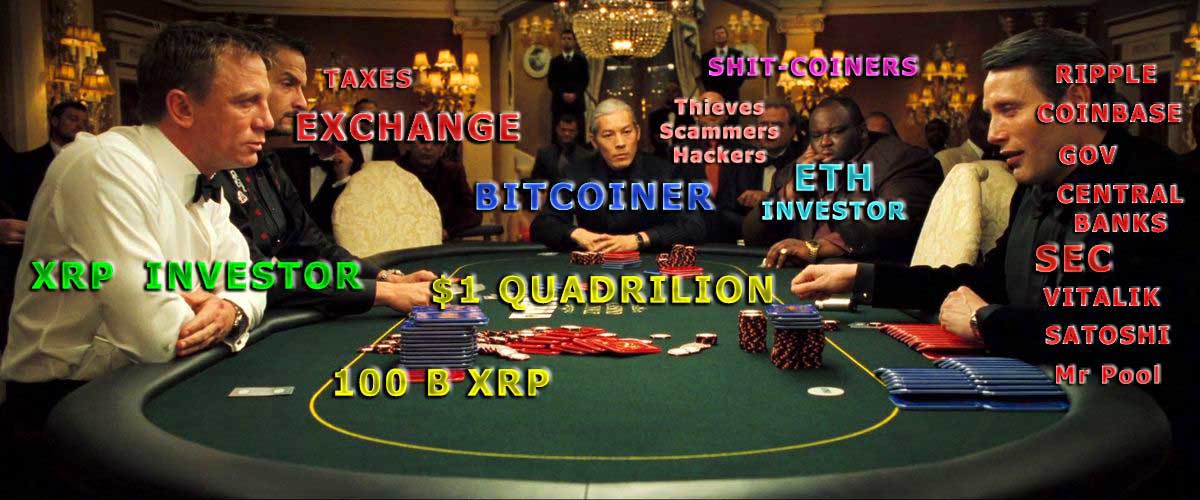 TAXES
EXCHANGE
SHIT-COINERS
Thieves
Scammers
Hackers
BITCOINER
ETH
INVESTOR
RIPPLE
COINBASE
GOV
CENTRAL
BANKS
SEC
VITALIK
SATOSHI
Mr Pool
XRP INVESTOR
$1 QUADRILION
100 B XRP